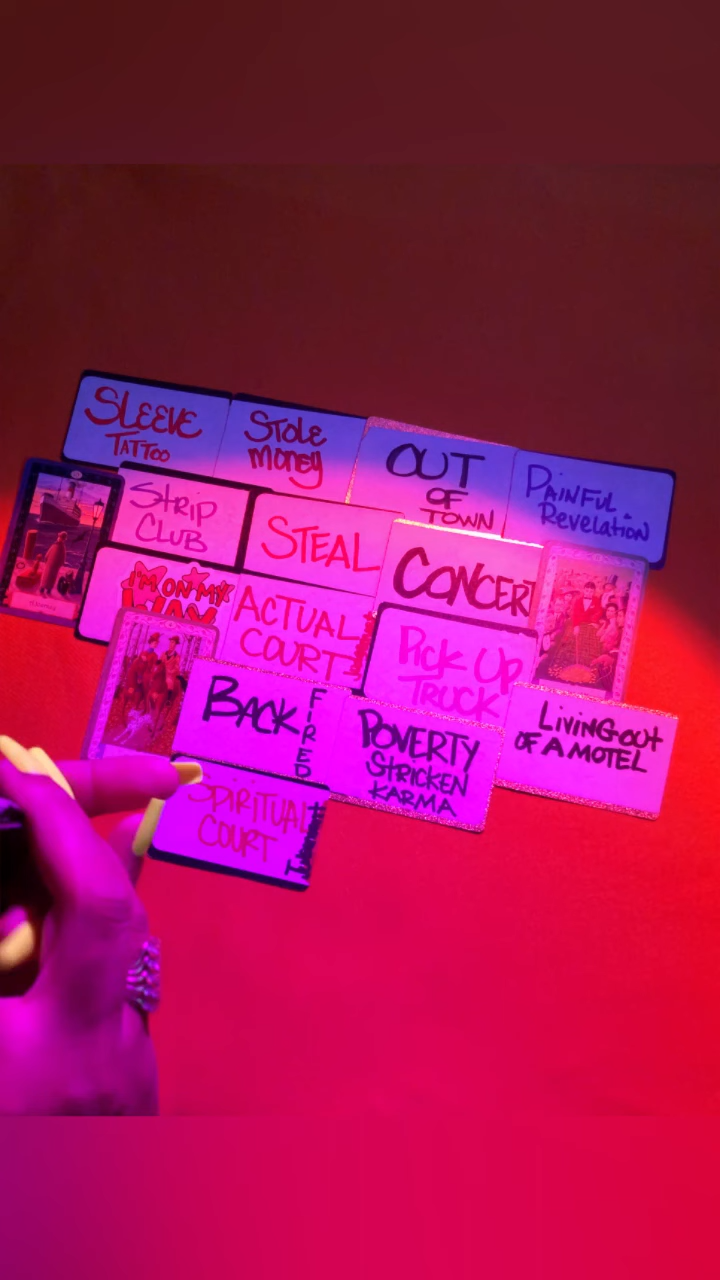 SLEEVE
TATTOO
STOLE
MONEY
OUT
OF
TOWN
PAINFUL
Revelation
STRIP
CLUB
STEAL
CONCERT
I'M ON MY
WAY
ACTUAL
COURT
PICK UP
TRUCK
BACK
FIRED
POVERTY
STRICKEN
KARMA
LIVING OUT
OF A MOTEL
SPIRITUAL
COURT